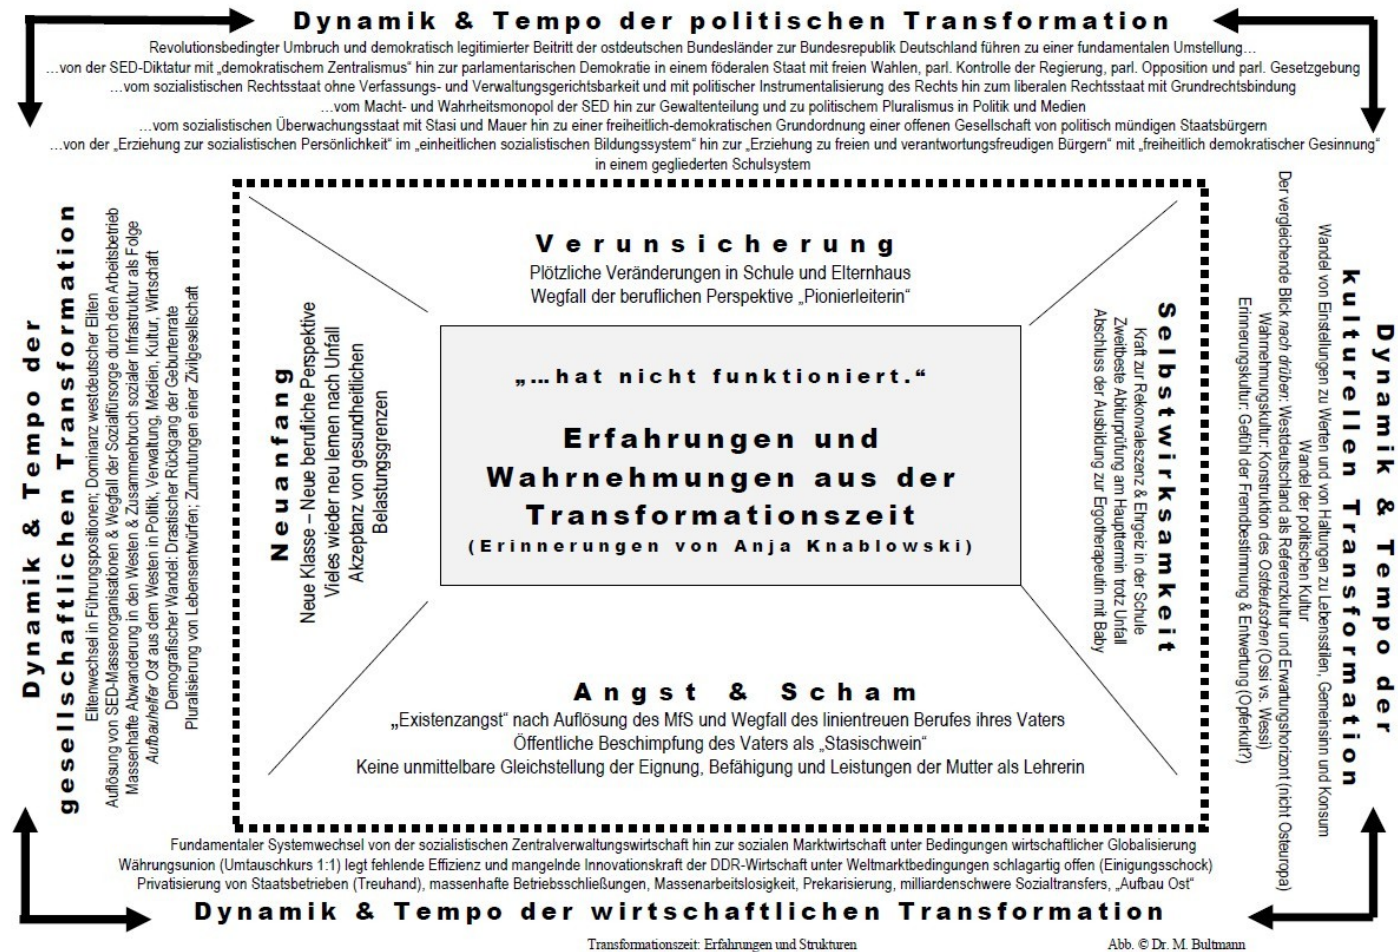 Dynamik & Tempo der politischen Transformation
Revolutionsbedingter Umbruch und demokratisch legitimierter Beitritt der ostdeutschen Bundesländer zur Bundesrepublik Deutschland führen zu einer fundamentalen Umstellung…
…von der SED-Diktatur mit „demokratischem Zentralismus“ hin zur parlamentarischen Demokratie in einem föderalen Staat mit freien Wahlen, parl. Kontrolle der Regierung, parl. Opposition und parl. Gesetzgebung
…vom sozialistischen Rechtsstaat ohne Verfassungs- und Verwaltungsgerichtsbarkeit und mit politischer Instrumentalisierung des Rechts hin zum liberalen Rechtsstaat mit Grundrechtsbindung
…vom Macht- und Wahrheitsmonopol der SED hin zur Gewaltenteilung und zu politischem Pluralismus in Politik und Medien
…vom sozialistischen Überwachungsstaat mit Stasi und Mauer hin zu einer freiheitlich-demokratischen Grundordnung einer offenen Gesellschaft von politisch mündigen Staatsbürgern
…von der „Erziehung zur sozialistischen Persönlichkeit“ im „einheitlichen sozialistischen Bildungssystem“ hin zur „Erziehung zu freien und verantwortungsfreudigen Bürgern“ mit „freiheitlich demokratischer Gesinnung“
in einem gegliederten Schulsystem
Dynamik & Tempo der
gesellschaftlichen Transformation
Elitenwechsel in Führungspositionen; Dominanz westdeutscher Eliten
Auflösung von SED-Massenorganisationen & Wegfall der Sozialfürsorge durch den Arbeitsbetrieb
Massenhafte Abwanderung in den Westen & Zusammenbruch sozialer Infrastruktur als Folge
Aufbauhelfer Ost aus dem Westen in Politik, Verwaltung, Medien, Kultur, Wirtschaft
Demografischer Wandel: Drastischer Rückgang der Geburtenrate
Pluralisierung von Lebensentwürfen; Zumutungen einer Zivilgesellschaft
Verunsicherung
Plötzliche Veränderungen in Schule und Elternhaus
Wegfall der beruflichen Perspektive „Pionierleiterin“
Neuanfang
Neue Klasse – Neue berufliche Perspektive
Vieles wieder neu lernen nach Unfall
Akzeptanz von gesundheitlichen
Belastungsgrenzen
„…hat nicht funktioniert.“
Erfahrungen und
Wahrnehmungen aus der
Transformationszeit
(Erinnerungen von Anja Knablowski)
Selbstwirksamkeit
Kraft zur Rekonvaleszenz & Ehrgeiz in der Schule
Zweitbeste Abiturprüfung am Haupttermin trotz Unfall
Abschluss der Ausbildung zur Ergotherapeutin mit Baby
Angst & Scham
„Existenzangst“ nach Auflösung des MfS und Wegfall des linientreuen Berufes ihres Vaters
Öffentliche Beschimpfung des Vaters als „Stasischwein“
Keine unmittelbare Gleichstellung der Eignung, Befähigung und Leistungen der Mutter als Lehrerin
Dynamik & Tempo der
kulturellen Transformation
Wandel von Einstellungen zu Werten und von Haltungen zu Lebensstilen, Gemeinsinn und Konsum
Wandel der politischen Kultur
Der vergleichende Blick nach drüben: Westdeutschland als Referenzkultur und Erwartungshorizont (nicht Osteuropa)
Wahrnehmungskultur: Konstruktion des Ostdeutschen (Ossi vs. Wessi)
Erinnerungskultur: Gefühl der Fremdbestimmung & Entwertung (Opferkult?)
Fundamentaler Systemwechsel von der sozialistischen Zentralverwaltungswirtschaft hin zur sozialen Marktwirtschaft unter Bedingungen wirtschaftlicher Globalisierung
Währungsunion (Umtauschkurs 1:1) legt fehlende Effizienz und mangelnde Innovationskraft der DDR-Wirtschaft unter Weltmarktbedingungen schlagartig offen (Einigungsschock)
Privatisierung von Staatsbetrieben (Treuhand), massenhafte Betriebsschließungen, Massenarbeitslosigkeit, Prekarisierung, milliardenschwere Sozialtransfers, „Aufbau Ost“
Dynamik & Tempo der wirtschaftlichen Transformation
Transformationszeit: Erfahrungen und Strukturen
Abb. © Dr. M. Bultmann